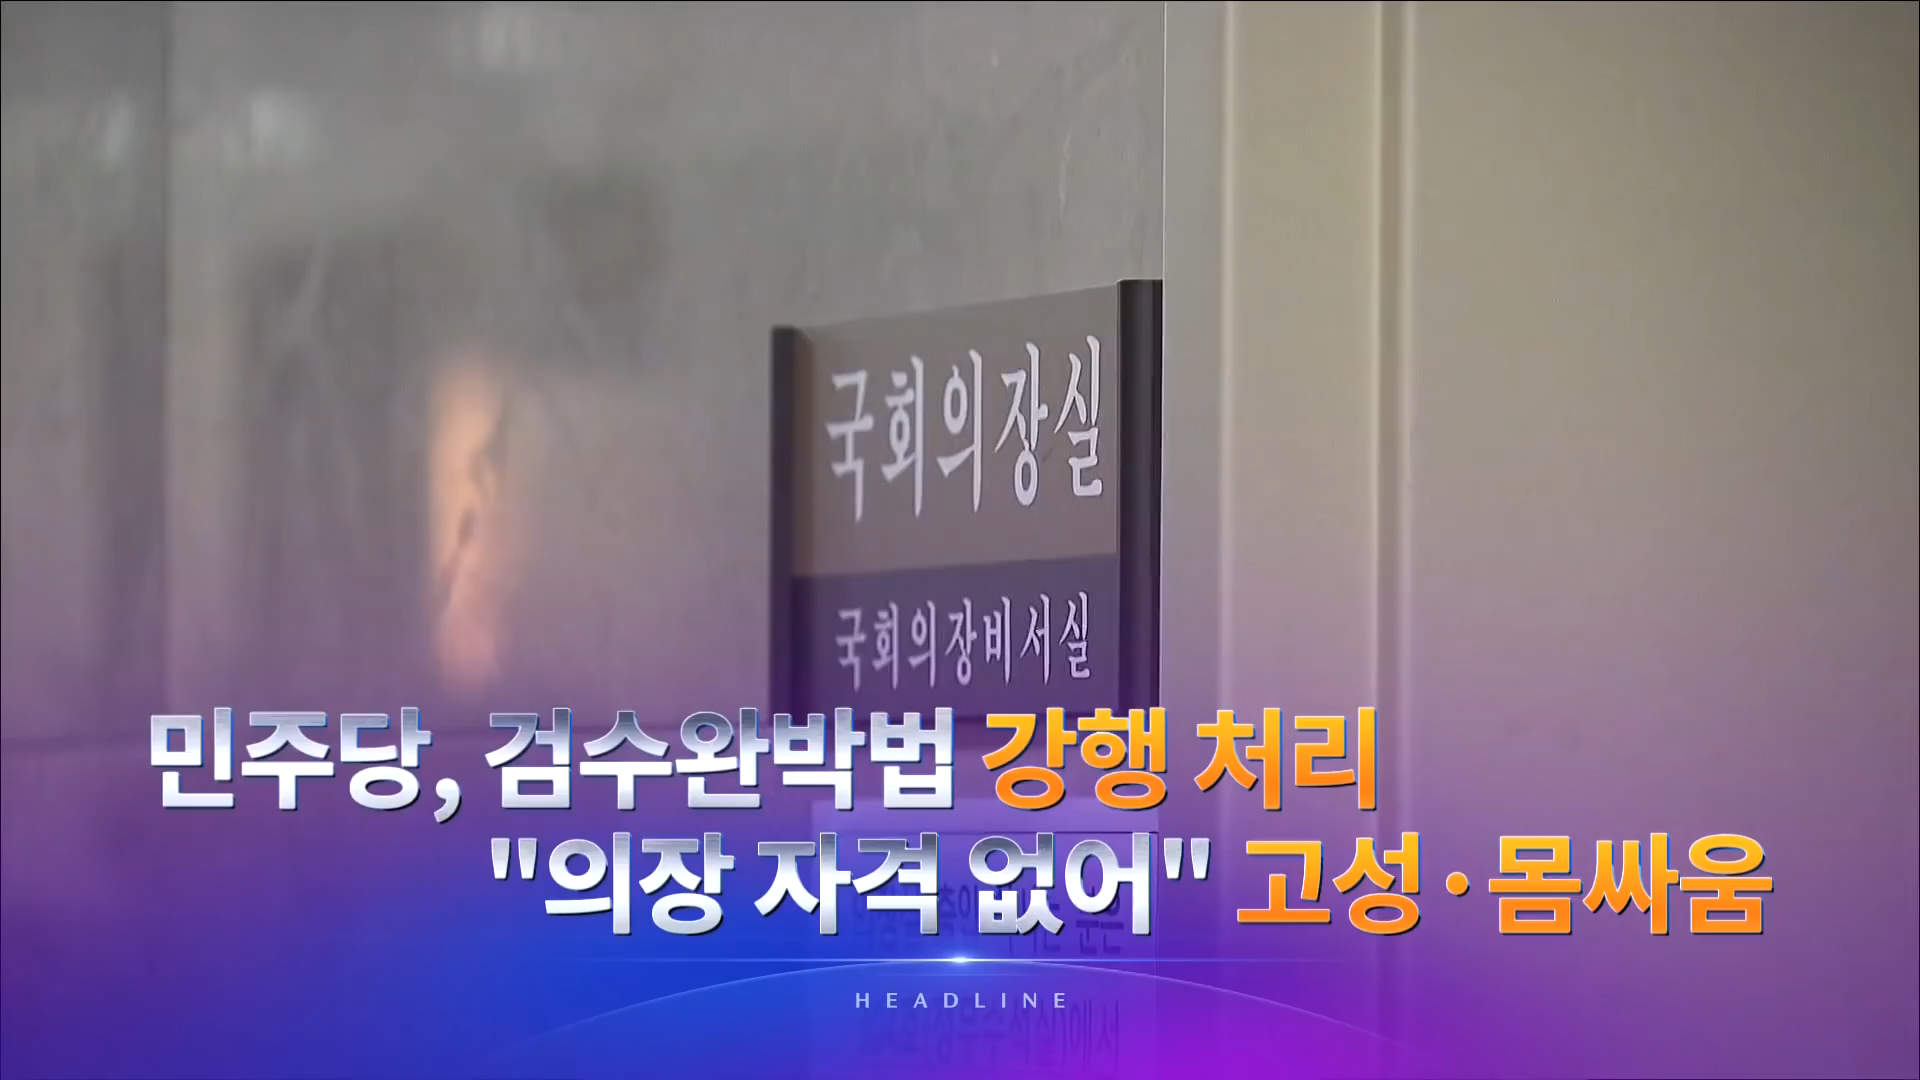 국회의장실
국회의장비서실
민주당, 검수완박법 강행 처리
"의장 자격 없어" 고성·몸싸움
HEADLINE